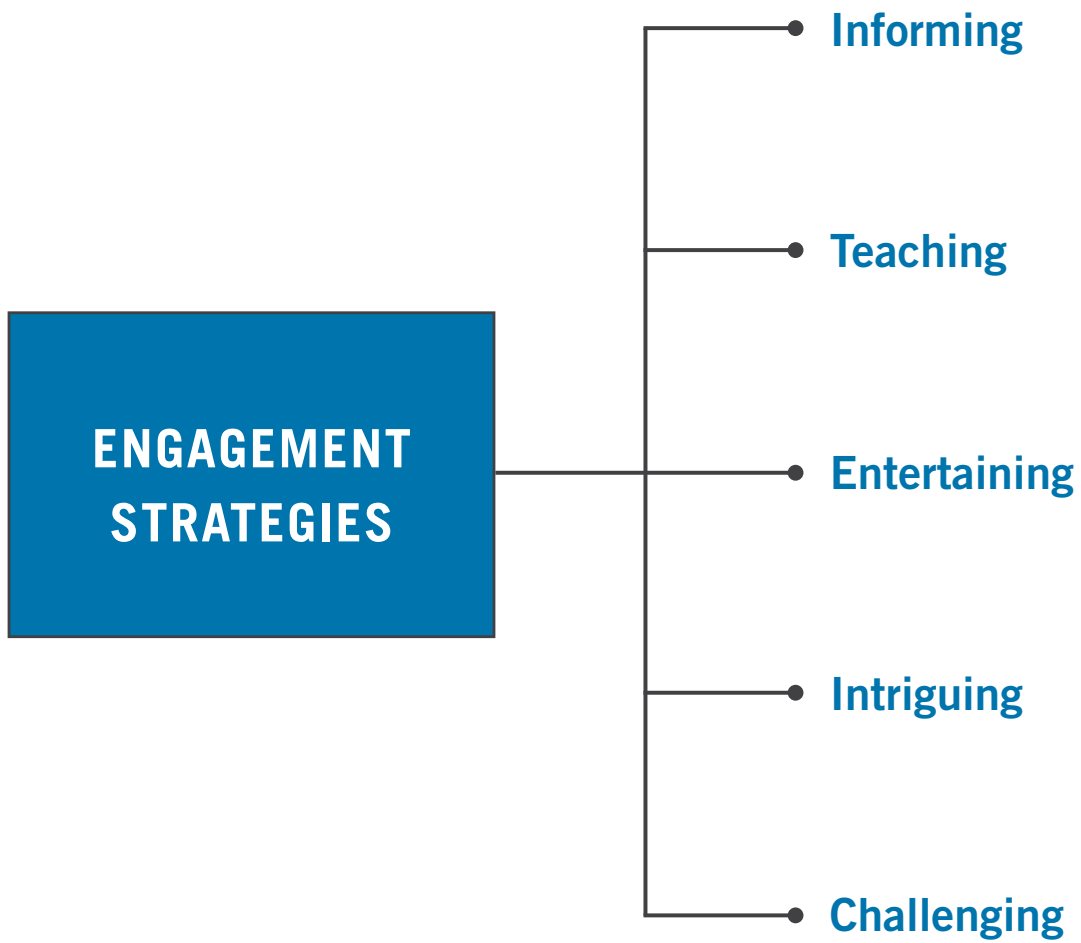 Informing
Teaching
ENGAGEMENT
STRATEGIES
Entertaining
Intriguing
Challenging